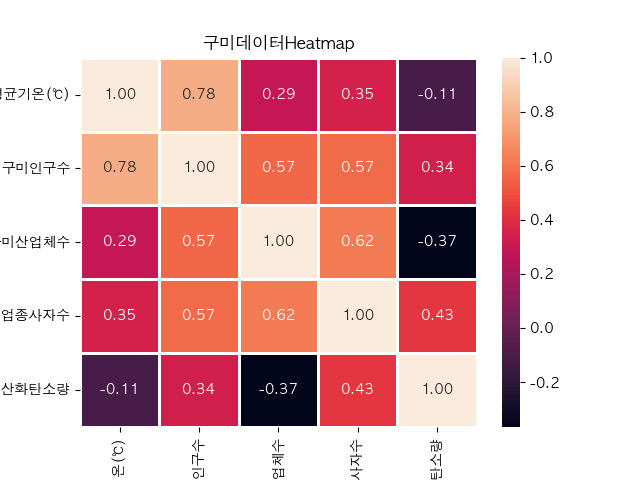 구미데이터Heatmap
평균기온(℃) 1.00 0.78 0.29 0.35 -0.11
구미인구수 0.78 1.00 0.57 0.57 0.34
미산업체수 0.29 0.57 1.00 0.62 -0.37
업종사자수 0.35 0.57 0.62 1.00 0.43
산화탄소량 -0.11 0.34 -0.37 0.43 1.00
온(℃)
인구수
업체수
사자수
탄소량
1.0
0.8
0.6
0.4
0.2
0.0
-0.2